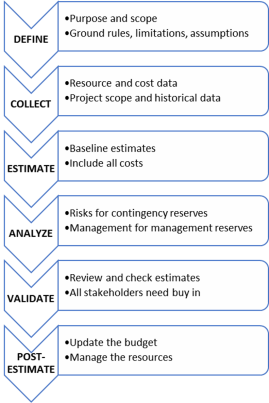 DEFINE
•Purpose and scope
•Ground rules, limitations, assumptions
COLLECT
•Resource and cost data
•Project scope and historical data
ESTIMATE
•Baseline estimates
•Include all costs
ANALYZE
•Risks for contingency reserves
•Management for management reserves
VALIDATE
•Review and check estimates
•All stakeholders need buy in
POST-
ESTIMATE
•Update the budget
•Manage the resources